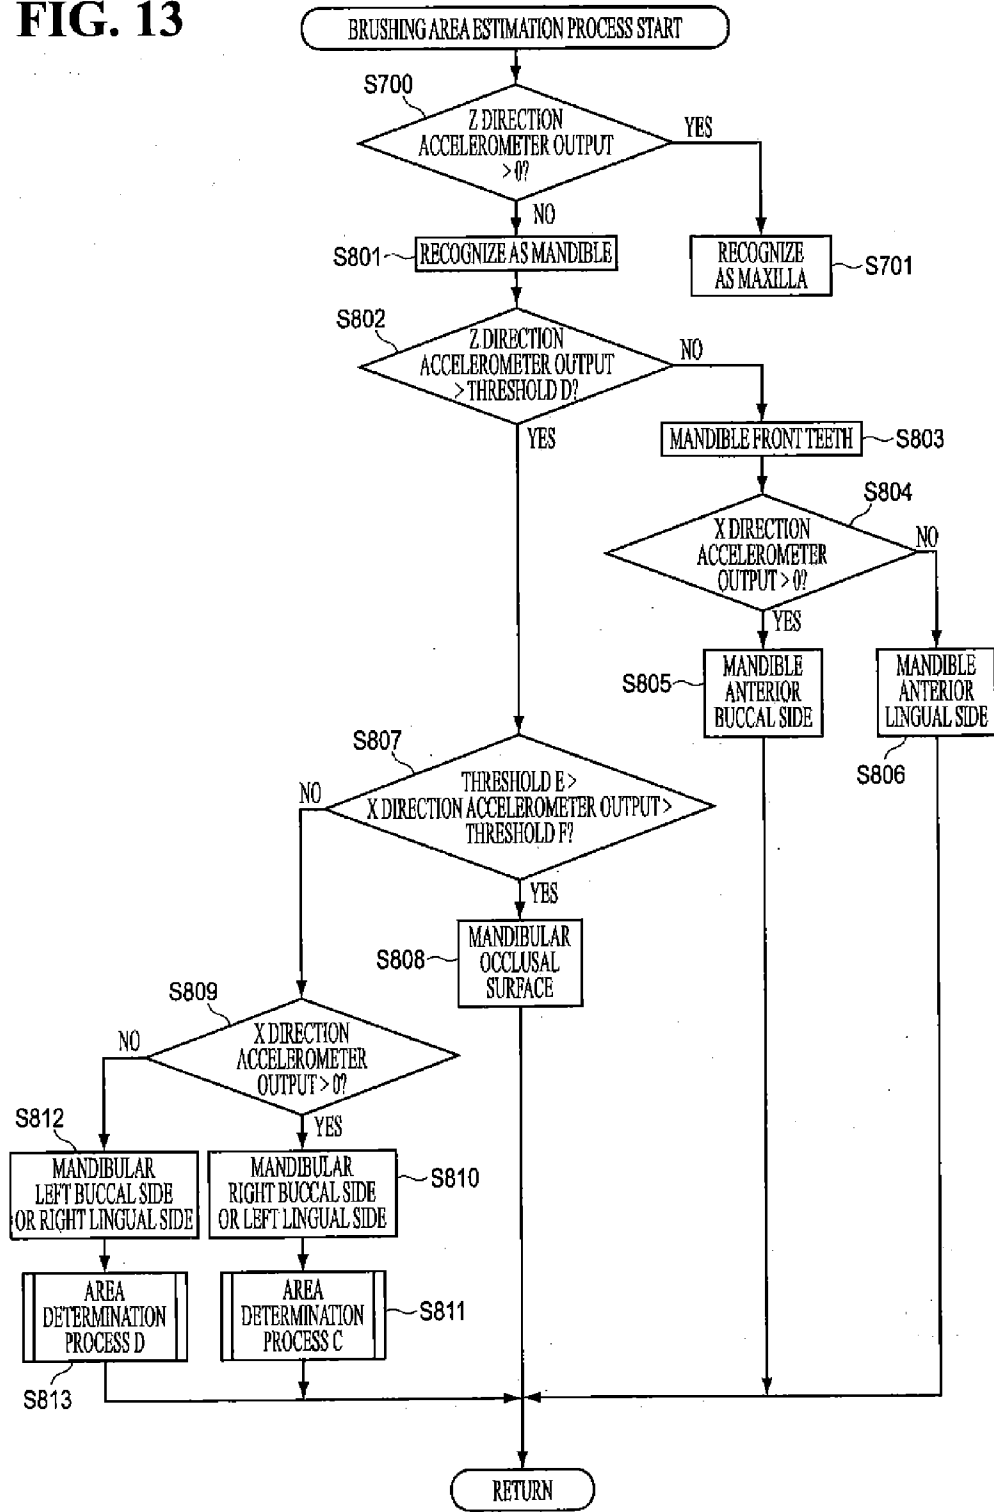 FIG. 13
BRUSHING AREA ESTIMATION PROCESS START
S700
Z DIRECTION
ACCELEROMETER OUTPUT
> 0?
YES
NO
S801
RECOGNIZE AS MANDIBLE
RECOGNIZE
AS MAXILLA
S701
S802
Z DIRECTION
ACCELEROMETER OUTPUT
> THRESHOLD D?
NO
YES
MANDIBLE FRONT TEETH
S803
S804
X DIRECTION
ACCELEROMETER
OUTPUT > 0?
NO
YES
S805
MANDIBLE
ANTERIOR
BUCCAL SIDE
MANDIBLE
ANTERIOR
LINGUAL SIDE
S806
S807
THRESHOLD E >
X DIRECTION ACCELEROMETER OUTPUT >
THRESHOLD F?
NO
YES
S808
MANDIBULAR
OCCLUSAL
SURFACE
S809
X DIRECTION
ACCELEROMETER
OUTPUT > 0?
NO
YES
S812
MANDIBULAR
LEFT BUCCAL SIDE
OR RIGHT LINGUAL SIDE
MANDIBULAR
RIGHT BUCCAL SIDE
OR LEFT LINGUAL SIDE
S810
AREA
DETERMINATION
PROCESS D
S813
AREA
DETERMINATION
PROCESS C
S811
RETURN